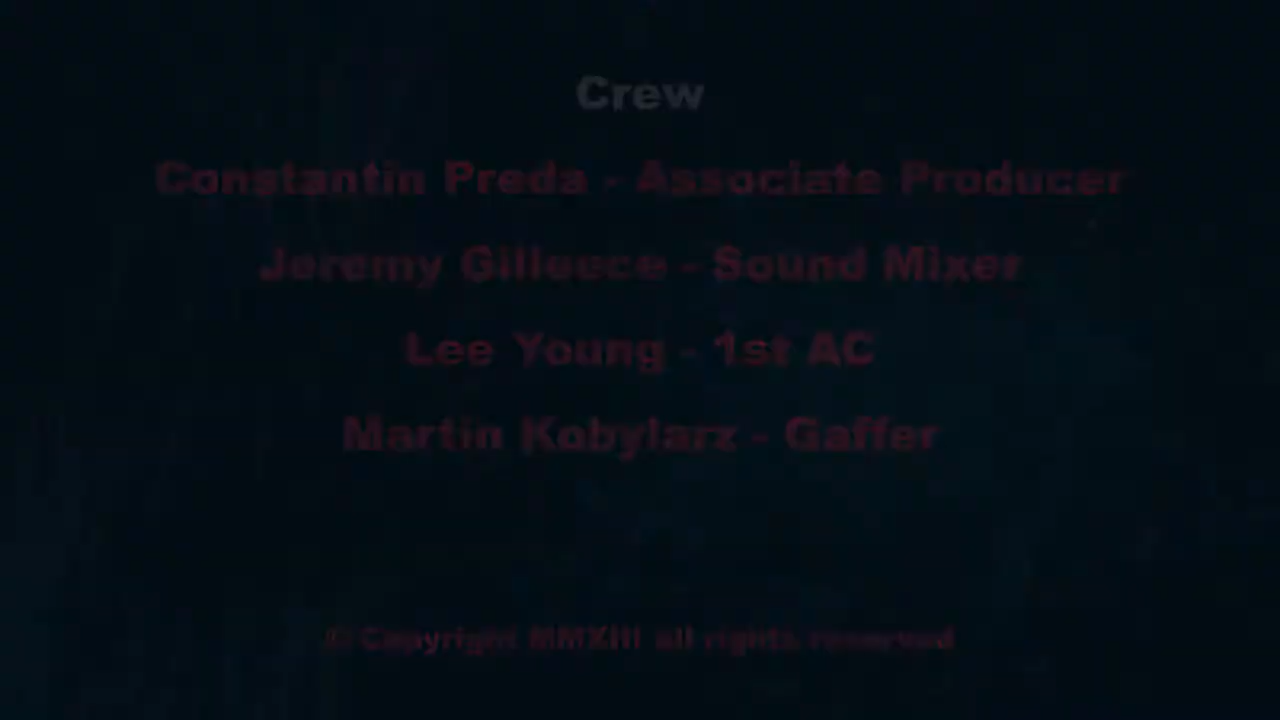 Crew
Constantin Preda - Associate Producer
Jeremy Gilleece - Sound Mixer
Lee Young - 1st AC
Martin Kobylarz - Gaffer
© Copyright MMXIII all rights reserved